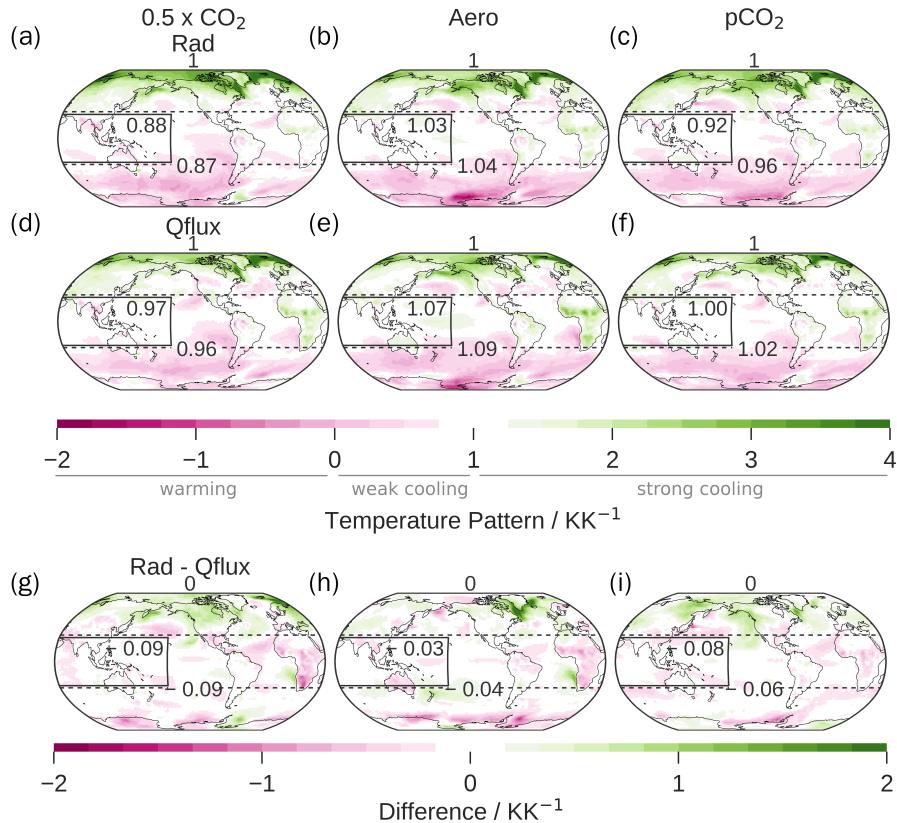 (a) 0.5 x CO₂ (b) Aero (c) pCO₂
Rad
1 1 1
0.88 1.03 0.92
0.87 1.04 0.96
(d) Qflux (e) (f)
1 1 1
0.97 1.07 1.00
0.96 1.09 1.02
−2 −1 0 1 2 3 4
warming weak cooling strong cooling
Temperature Pattern / KK⁻¹
(g) Rad - Qflux (h) (i)
0 0 0
− 0.09 − 0.03 − 0.08
− 0.09 − 0.04 − 0.06
−2 −1 0 1 2
Difference / KK⁻¹